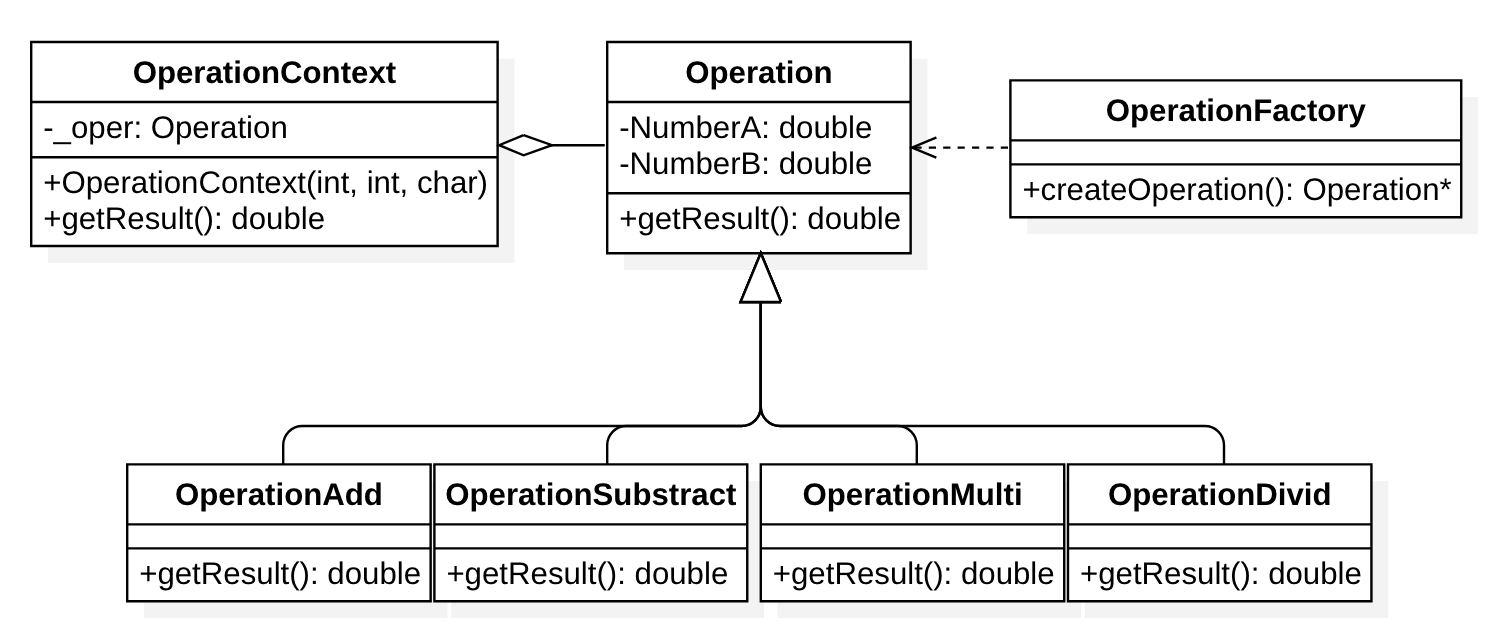 OperationContext
-_oper: Operation
+OperationContext(int, int, char)
+getResult(): double
Operation
-NumberA: double
-NumberB: double
+getResult(): double
OperationFactory
+createOperation(): Operation*
OperationAdd
+getResult(): double
OperationSubstract
+getResult(): double
OperationMulti
+getResult(): double
OperationDivid
+getResult(): double